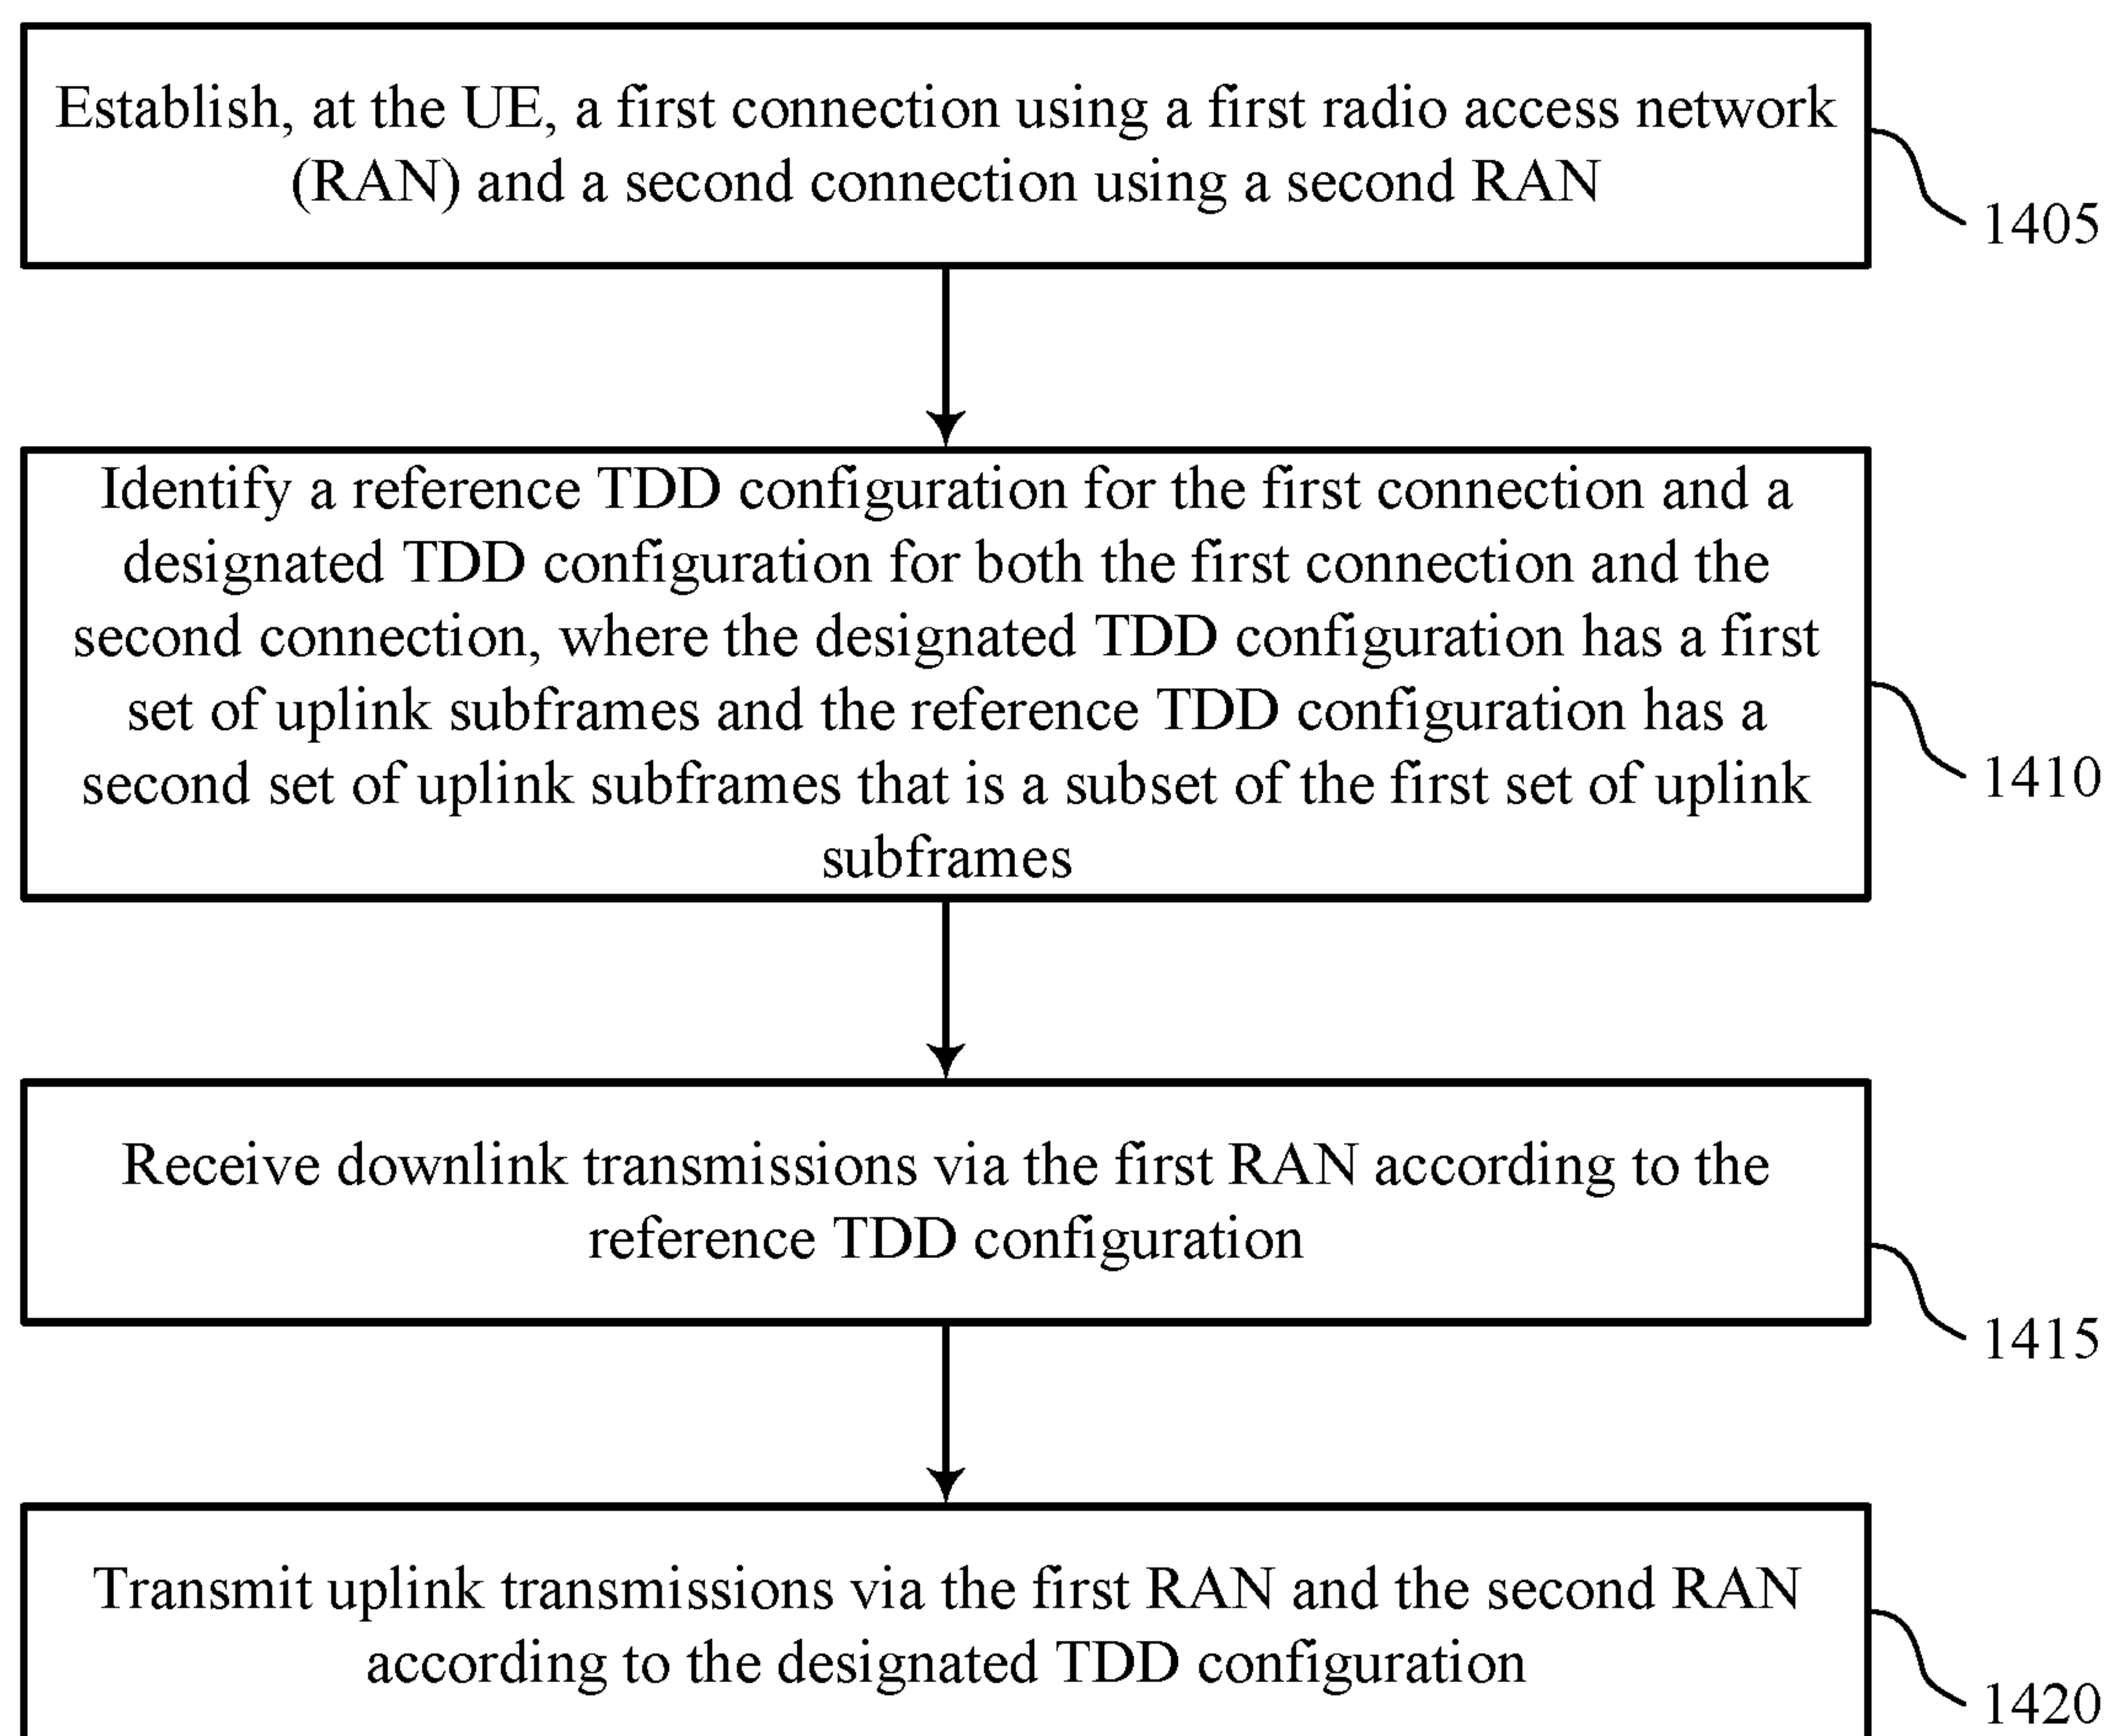 Establish, at the UE, a first connection using a first radio access network
(RAN) and a second connection using a second RAN
1405
Identify a reference TDD configuration for the first connection and a
designated TDD configuration for both the first connection and the
second connection, where the designated TDD configuration has a first
set of uplink subframes and the reference TDD configuration has a
second set of uplink subframes that is a subset of the first set of uplink
subframes
1410
Receive downlink transmissions via the first RAN according to the
reference TDD configuration
1415
Transmit uplink transmissions via the first RAN and the second RAN
according to the designated TDD configuration
1420